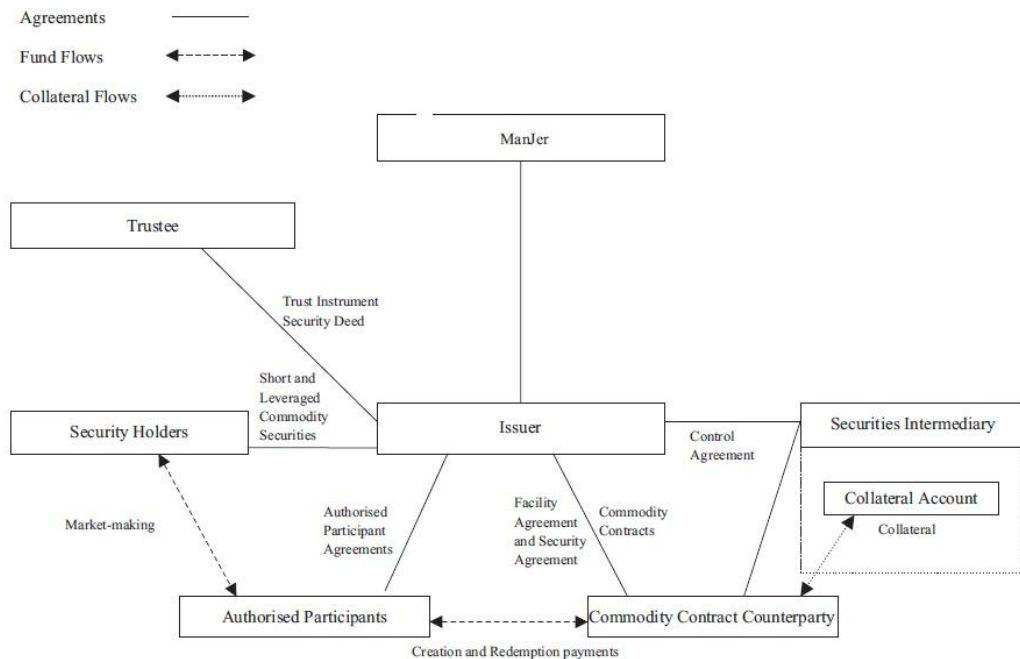 Agreements
Fund Flows
Collateral Flows
ManJer
Trustee
Trust Instrument
Security Deed
Short and
Leveraged
Commodity
Securities
Security Holders
Issuer
Control
Agreement
Securities Intermediary
Collateral Account
Collateral
Market-making
Authorised
Participant
Agreements
Facility
Agreement
and Security
Agreement
Commodity
Contracts
Authorised Participants
Commodity Contract Counterparty
Creation and Redemption payments